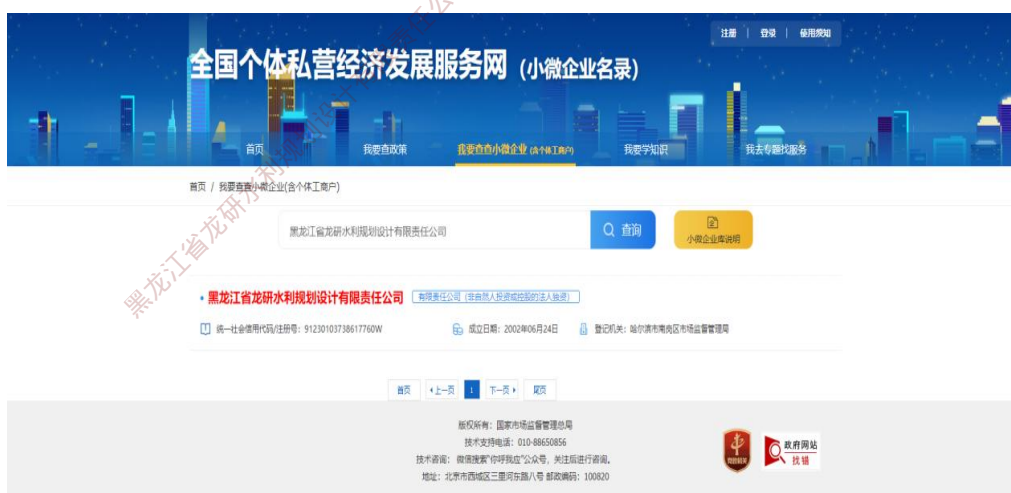 注册 | 登录 | 使用须知
全国个体私营经济发展服务网 (小微企业名录)
首页 我要查政策 我要查查小微企业 (含个体工商户) 我要学知识 我去专题找服务
首页 / 我要查查小微企业(含个体工商户)
黑龙江省龙研水利规划设计有限责任公司 查询 小微企业库说明
黑龙江省龙研水利规划设计有限责任公司 有限责任公司(非自然人投资或控股的法人独资)
统一社会信用代码/注册号：91230103738617760W 成立日期：2002年06月24日 登记机关：哈尔滨市南岗区市场监督管理局
首页 上一页 1 下一页 尾页
版权所有：国家市场监督管理总局
技术支持电话：010-88650856
技术咨询：微信搜索"你呼我应"公众号，关注后进行咨询。
地址：北京市西城区三里河东路八号 邮政编码：100820
党政机关
政府网站
找错
黑龙江省龙研水利规划设计有限责任公